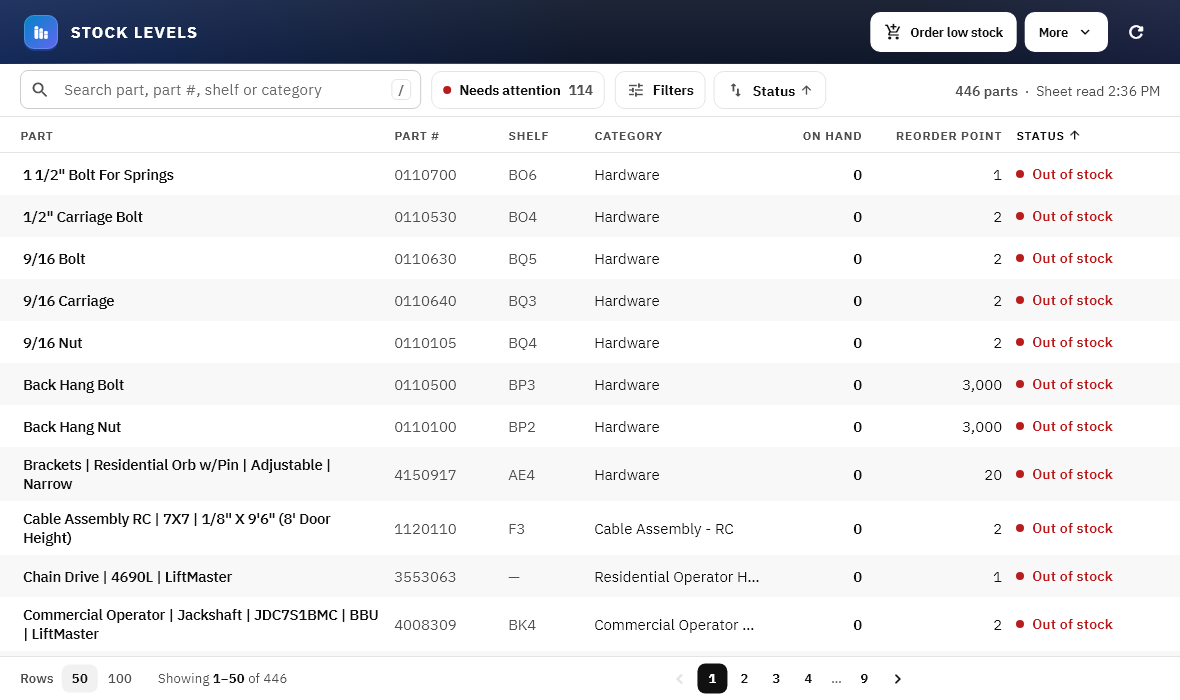 STOCK LEVELS
Order low stock
More
Search part, part #, shelf or category
/
Needs attention 114
Filters
Status ↑
446 parts · Sheet read 2:36 PM
PART PART # SHELF CATEGORY ON HAND REORDER POINT STATUS ↑
1 1/2" Bolt For Springs 0110700 BO6 Hardware 0 1 Out of stock
1/2" Carriage Bolt 0110530 BO4 Hardware 0 2 Out of stock
9/16 Bolt 0110630 BQ5 Hardware 0 2 Out of stock
9/16 Carriage 0110640 BQ3 Hardware 0 2 Out of stock
9/16 Nut 0110105 BQ4 Hardware 0 2 Out of stock
Back Hang Bolt 0110500 BP3 Hardware 0 3,000 Out of stock
Back Hang Nut 0110100 BP2 Hardware 0 3,000 Out of stock
Brackets | Residential Orb w/Pin | Adjustable |
Narrow 4150917 AE4 Hardware 0 20 Out of stock
Cable Assembly RC | 7X7 | 1/8" X 9'6" (8' Door
Height) 1120110 F3 Cable Assembly - RC 0 2 Out of stock
Chain Drive | 4690L | LiftMaster 3553063 — Residential Operator H... 0 1 Out of stock
Commercial Operator | Jackshaft | JDC7S1BMC | BBU
| LiftMaster 4008309 BK4 Commercial Operator ... 0 2 Out of stock
Rows 50 100 Showing 1–50 of 446 1 2 3 4 ... 9